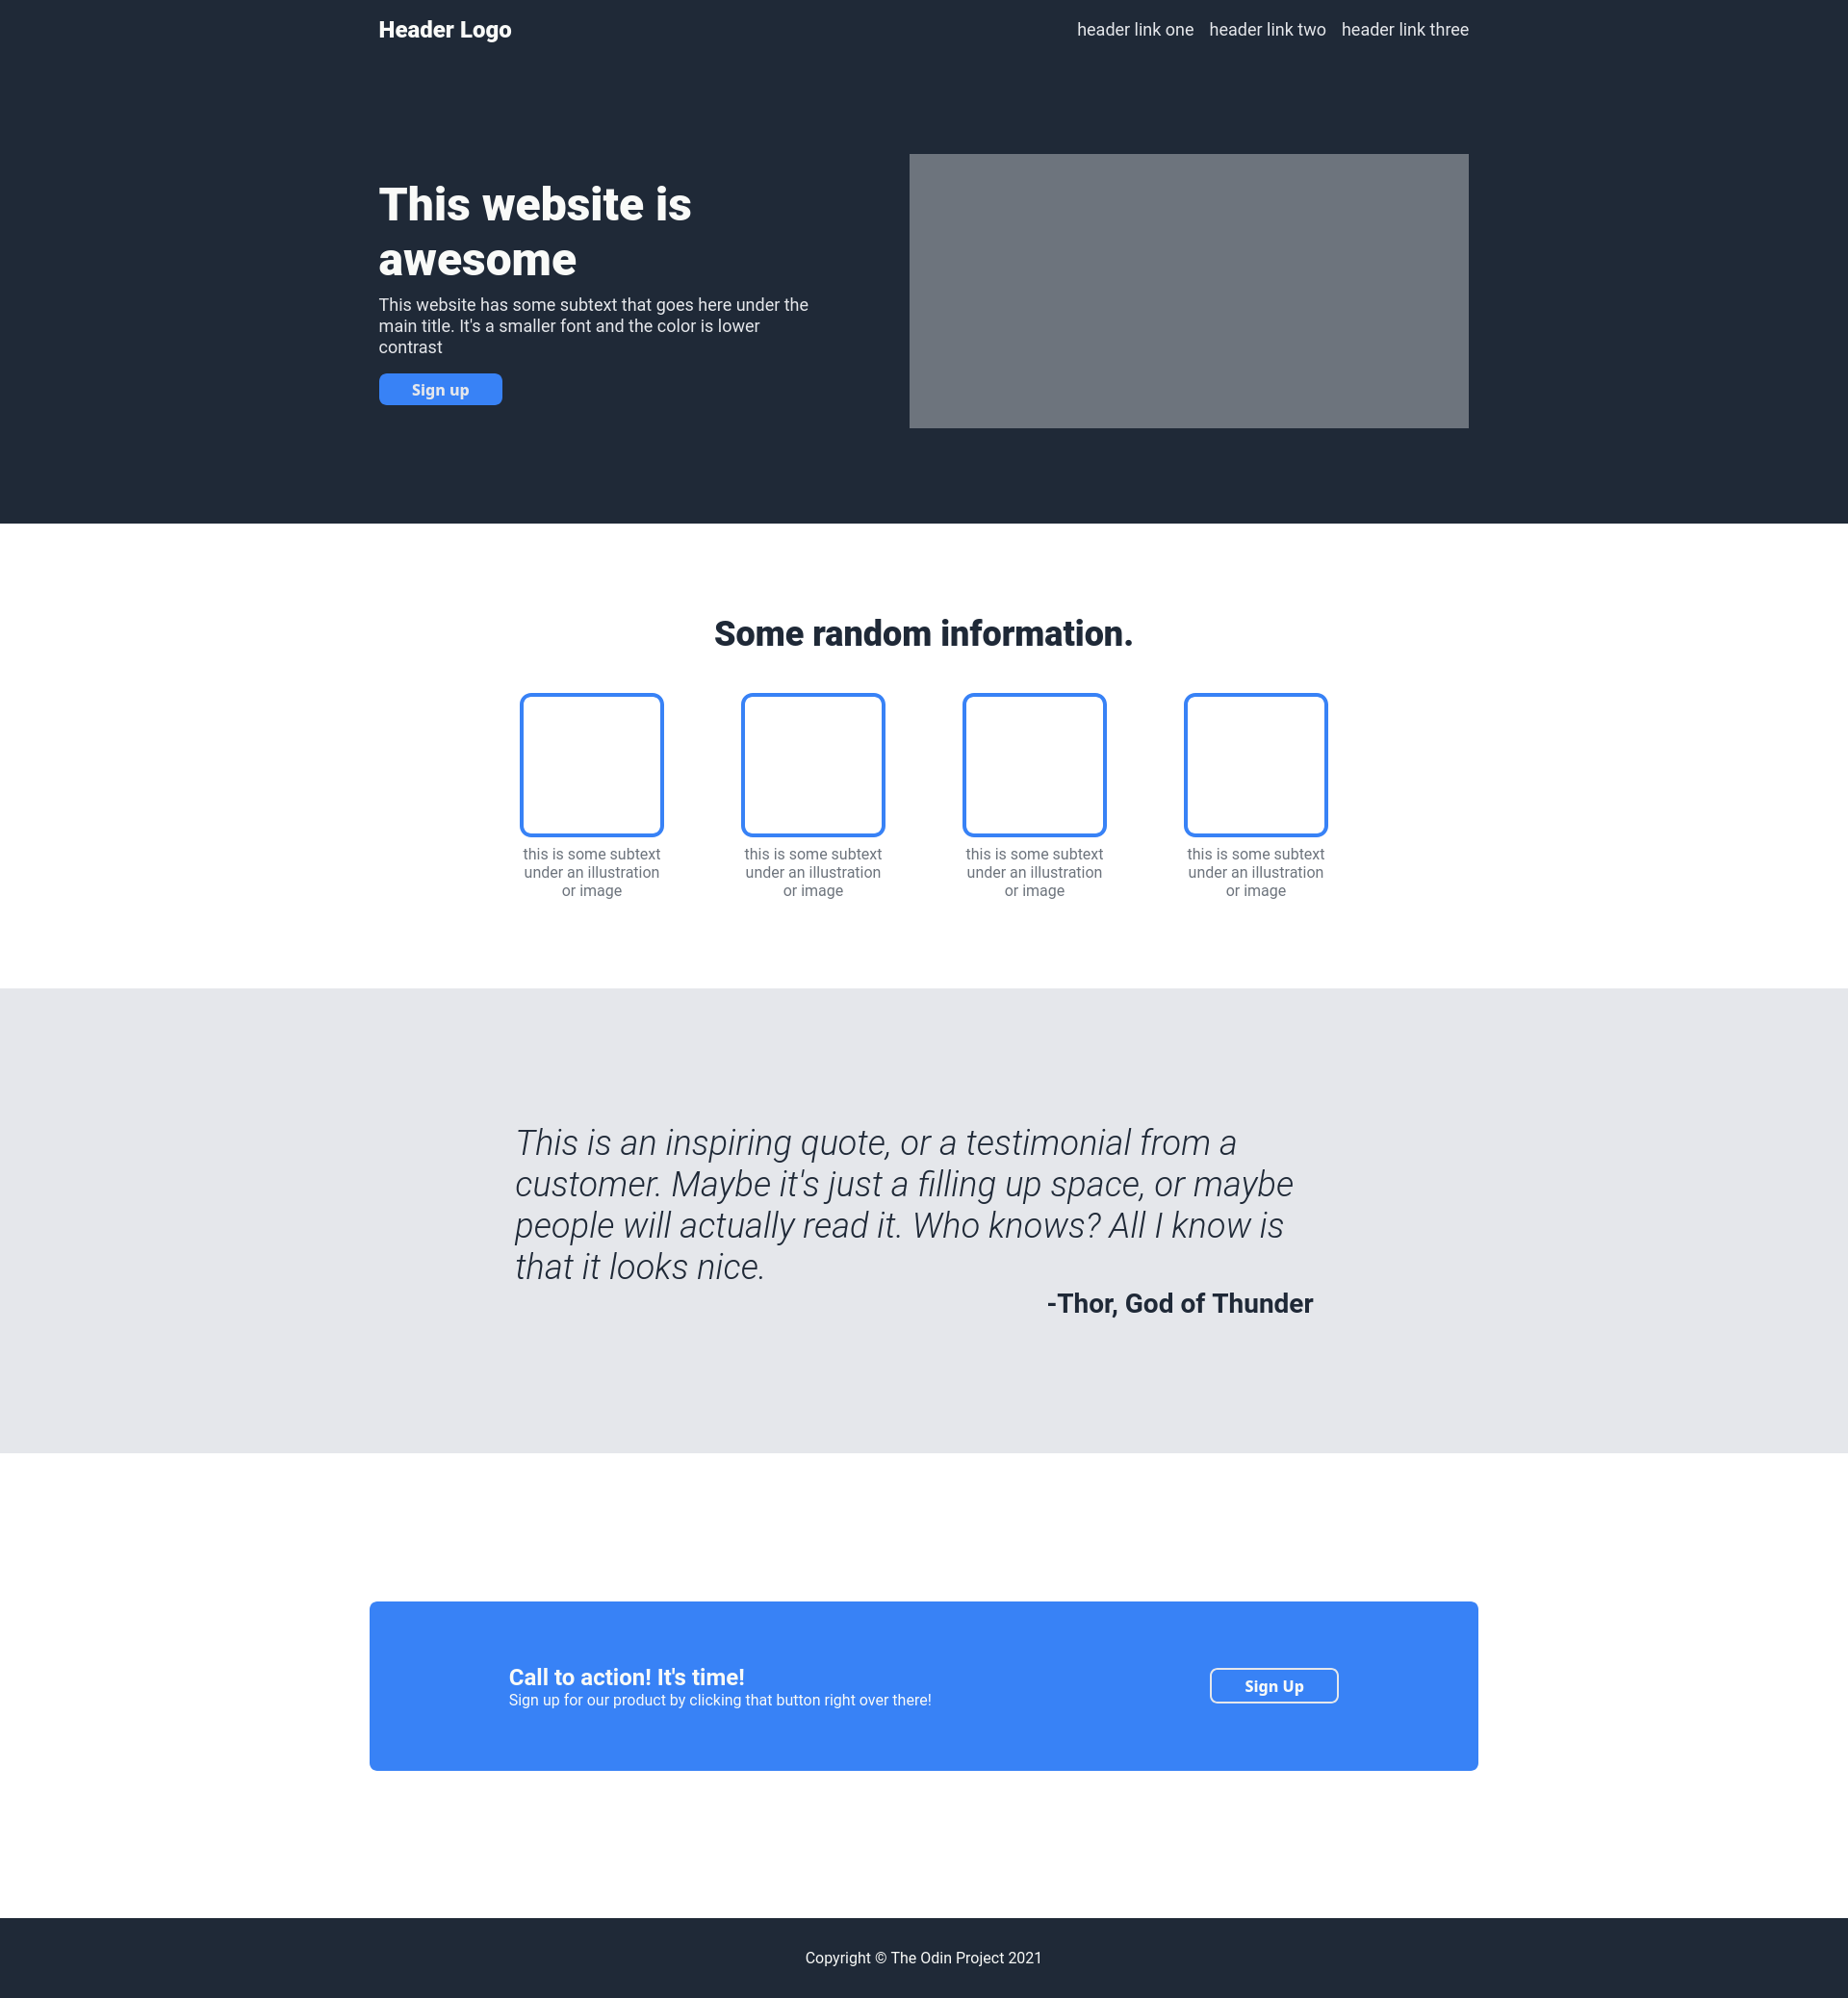 Header Logo
header link one header link two header link three
This website is
awesome
This website has some subtext that goes here under the
main title. It's a smaller font and the color is lower
contrast
Sign up
Some random information.
this is some subtext
under an illustration
or image
this is some subtext
under an illustration
or image
this is some subtext
under an illustration
or image
this is some subtext
under an illustration
or image
This is an inspiring quote, or a testimonial from a
customer. Maybe it's just a filling up space, or maybe
people will actually read it. Who knows? All I know is
that it looks nice.
-Thor, God of Thunder
Call to action! It's time!
Sign up for our product by clicking that button right over there!
Sign Up
Copyright © The Odin Project 2021